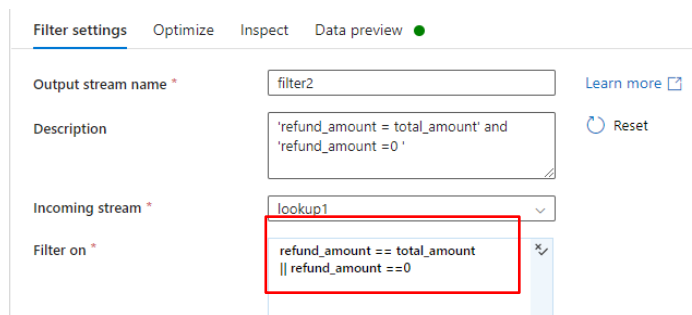 Filter settings Optimize Inspect Data preview
Output stream name * filter2 Learn more
Description 'refund_amount = total_amount' and Reset
'refund_amount =0 '
Incoming stream * lookup1
Filter on * refund_amount == total_amount
|| refund_amount ==0